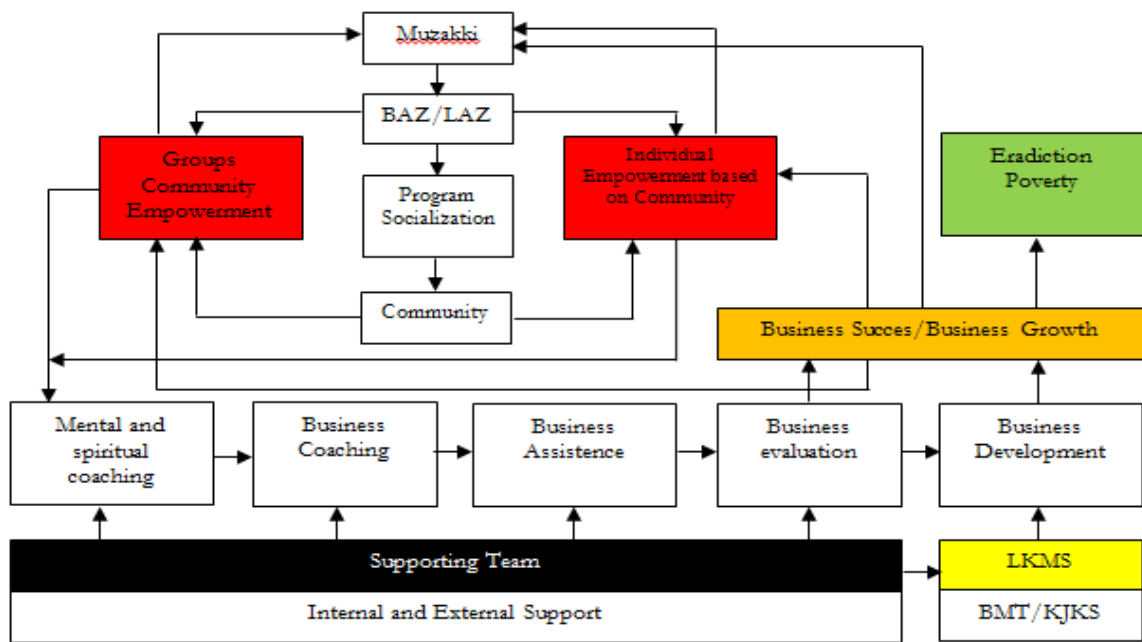 Muzakki
BAZ/LAZ
Groups
Community
Empowerment
Program
Socialization
Individual
Empowerment based
on Community
Eradiction
Poverty
Community
Business Succes/Business Growth
Mental and
spiritual
coaching
Business
Coaching
Business
Assistence
Business
evaluation
Business
Development
Supporting Team
LKMS
Internal and External Support
BMT/KJKS